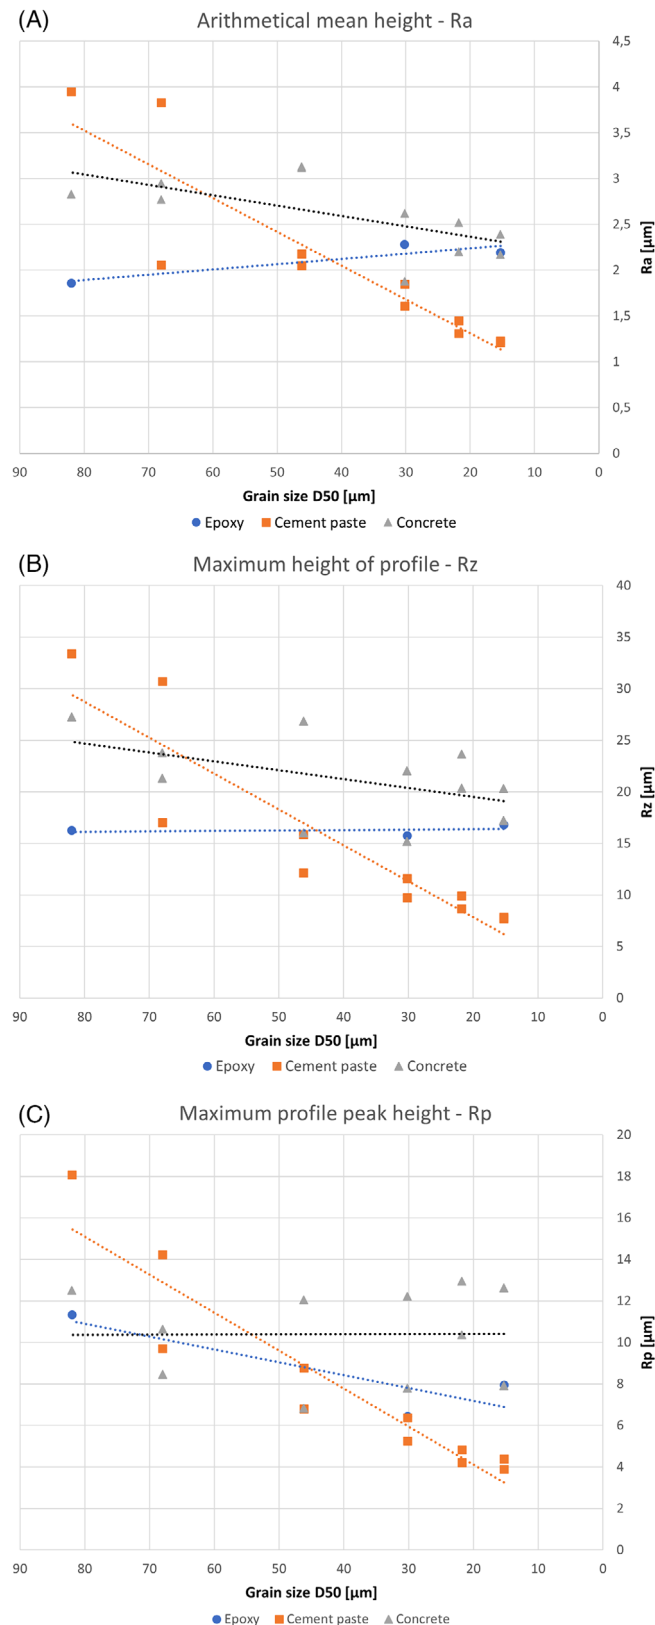 (A)
Arithmetical mean height - Ra
4,5
4
3,5
3
2,5
2
1,5
1
0,5
0
Ra [µm]
90 80 70 60 50 40 30 20 10 0
Grain size D50 [µm]
Epoxy Cement paste Concrete
(B)
Maximum height of profile - Rz
40
35
30
25
20
15
10
5
0
Rz [µm]
90 80 70 60 50 40 30 20 10 0
Grain size D50 [µm]
Epoxy Cement paste Concrete
(C)
Maximum profile peak height - Rp
20
18
16
14
12
10
8
6
4
2
0
Rp [µm]
90 80 70 60 50 40 30 20 10 0
Grain size D50 [µm]
Epoxy Cement paste Concrete